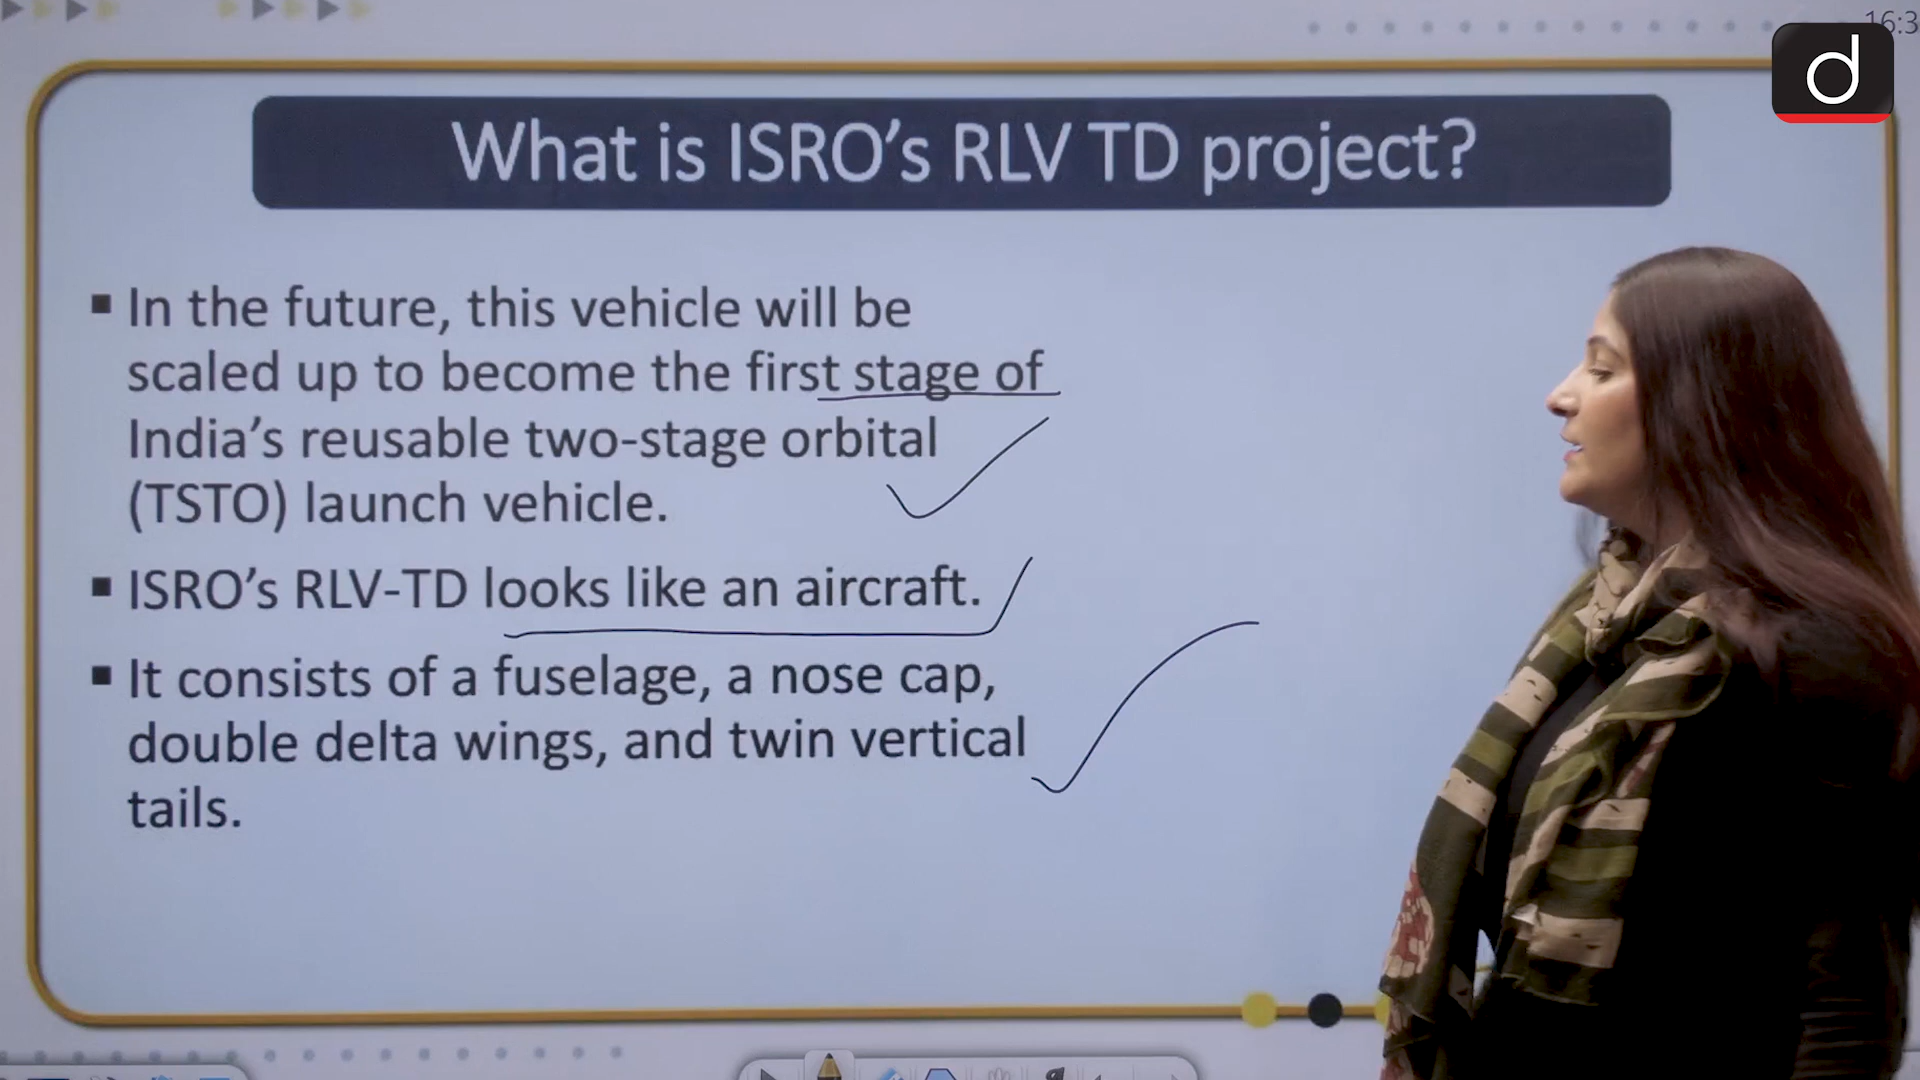 16:3
d
What is ISRO's RLV TD project?
▪ In the future, this vehicle will be
scaled up to become the first stage of
India's reusable two-stage orbital
(TSTO) launch vehicle.
▪ ISRO's RLV-TD looks like an aircraft.
▪ It consists of a fuselage, a nose cap,
double delta wings, and twin vertical
tails.